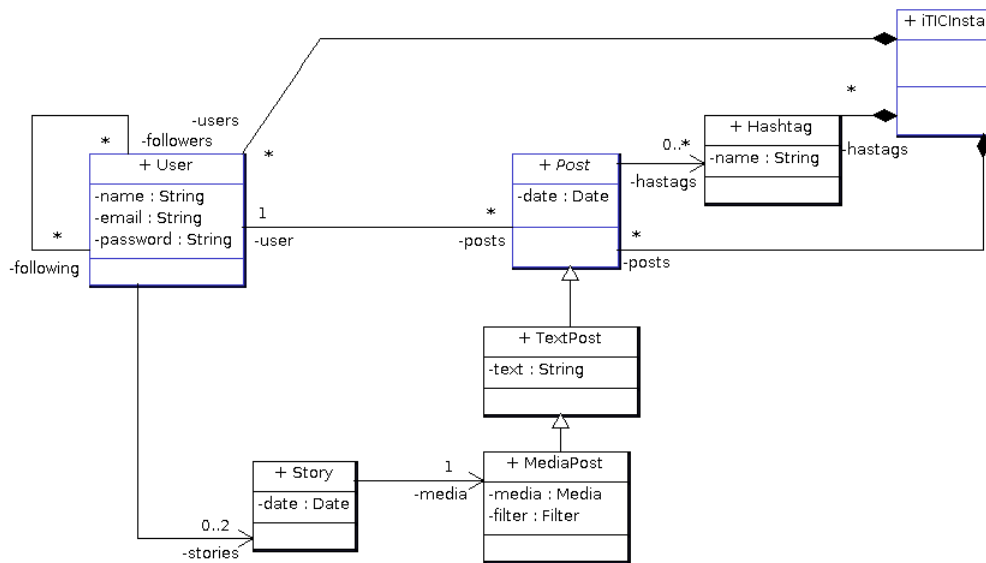 + iTICInsta
-users
*
*
-followers
*
-following
+ User
-name : String
-email : String
-password : String
1
-user
*
-posts
+ Post
-date : Date
0..*
-hastags
+ Hashtag
-name : String
*
-hastags
*
-posts
+ TextPost
-text : String
+ MediaPost
-media : Media
-filter : Filter
+ Story
-date : Date
1
-media
0..2
-stories